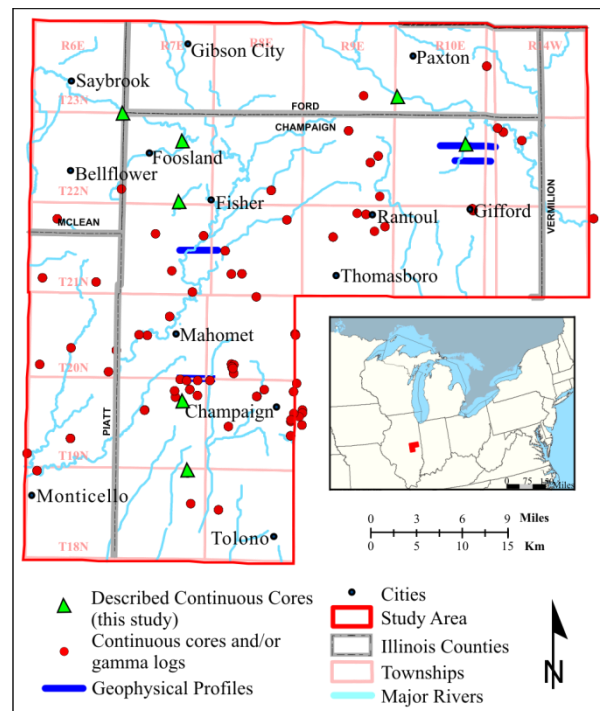 R6E R7E R8E R9E R10E R14W
Gibson City
Paxton
Saybrook
T23N
FORD
CHAMPAIGN
Foosland
Bellflower
T22N
Fisher
Gifford
Rantoul
VERMILION
MCLEAN
Thomasboro
T21N
PIATT
Mahomet
T20N
Champaign
T19N
Monticello
Tolono
T18N
0 75 150
Miles
0 3 6 9 Miles
0 5 10 15
Km
Described Continuous Cores
(this study)
Continuous cores and/or
gamma logs
Geophysical Profiles
Cities
Study Area
Illinois Counties
Townships
Major Rivers
N